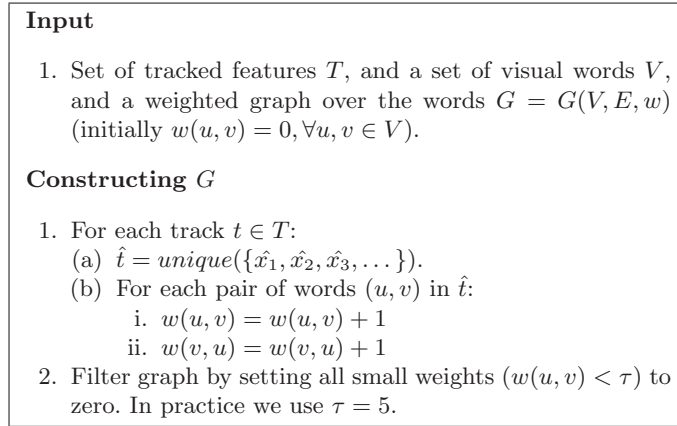 Input
1. Set of tracked features T, and a set of visual words V,
and a weighted graph over the words G = G(V, E, w)
(initially w(u, v) = 0, ∀u, v ∈ V).
Constructing G
1. For each track t ∈ T:
(a) t̂ = unique({x̂₁, x̂₂, x̂₃, . . . }).
(b) For each pair of words (u, v) in t̂:
i. w(u, v) = w(u, v) + 1
ii. w(v, u) = w(v, u) + 1
2. Filter graph by setting all small weights (w(u, v) < τ) to
zero. In practice we use τ = 5.